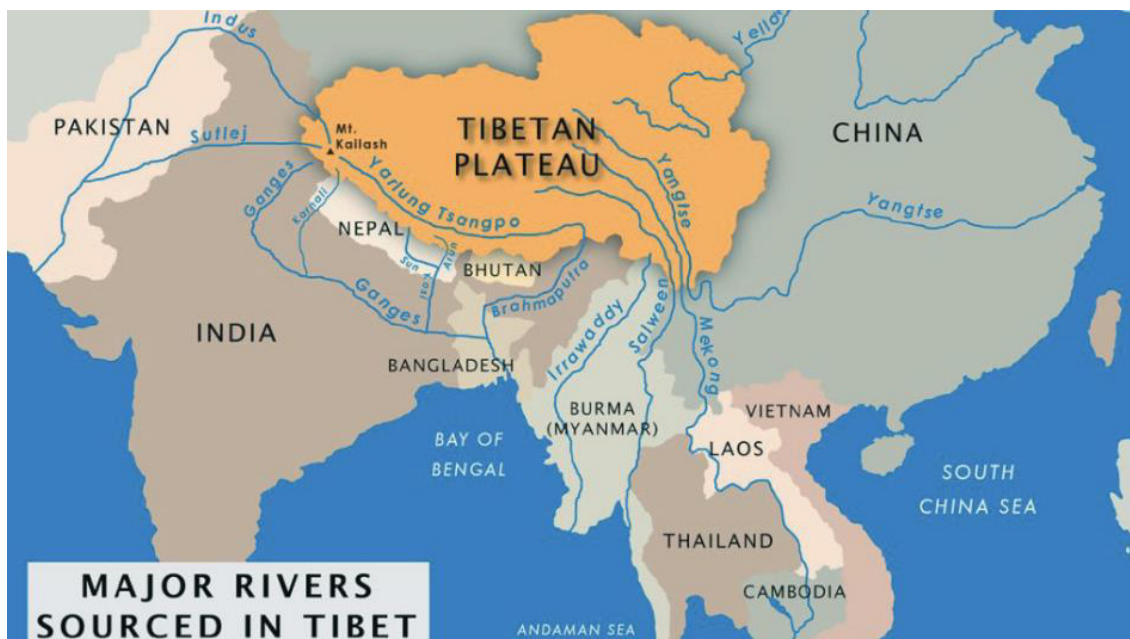 Indus
Yellow
PAKISTAN
Sutlej
Mt.
Kailash
TIBETAN
PLATEAU
CHINA
Ganges
Karnali
Yarlung Tsangpo
Yangtse
Yangtse
NEPAL
Sun
Kosi
Arun
BHUTAN
Brahmaputra
Ganges
INDIA
BANGLADESH
Irrawaddy
Salween
Mekong
BURMA
(MYANMAR)
VIETNAM
LAOS
BAY OF
BENGAL
SOUTH
CHINA SEA
THAILAND
CAMBODIA
ANDAMAN SEA
MAJOR RIVERS
SOURCED IN TIBET